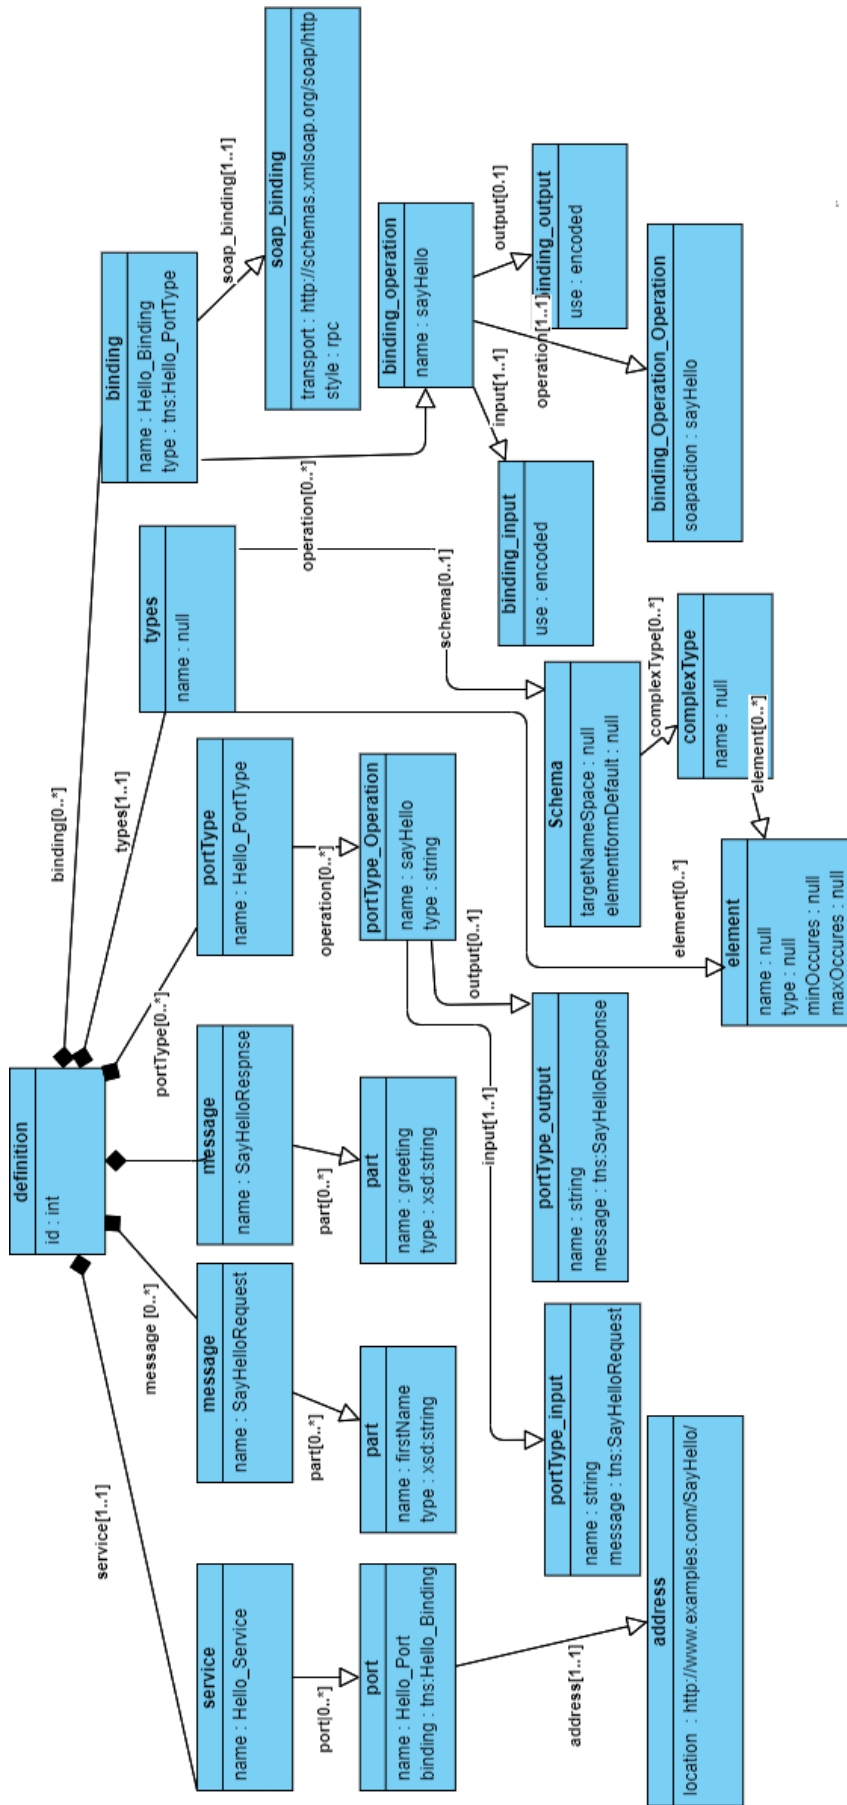 definition
id : int
service[1..1]
message [0..*]
portType[0..*]
types[1..1]
binding[0..*]
service
name : Hello_Service
message
name : SayHelloRequest
message
name : SayHelloRespnse
portType
name : Hello_PortType
types
name : null
binding
name : Hello_Binding
type : tns:Hello_PortType
port[0..*]
part[0..*]
part[0..*]
operation[0..*]
operation[0..*]
soap_binding[1..1]
port
name : Hello_Port
binding : tns:Hello_Binding
part
name : firstName
type : xsd:string
part
name : greeting
type : xsd:string
portType_Operation
name : sayHello
type : string
soap_binding
transport : http://schemas.xmlsoap.org/soap/http
style : rpc
binding_operation
name : sayHello
address[1..1]
input[1..1]
output[0..1]
schema[0..1]
input[1..1]
operation[1..1]
output[0.1]
portType_input
name : string
message : tns:SayHelloRequest
portType_output
name : string
message : tns:SayHelloResponse
Schema
targetNameSpace : null
elementformDefault : null
binding_input
use : encoded
inding_output
use : encoded
address
location : http://www.examples.com/SayHello/
complexType[0..*]
complexType
name : null
binding_Operation_Operation
soapaction : sayHello
element[0..*]
element[0..*]
element
name : null
type : null
minOccures : null
maxOccures : null